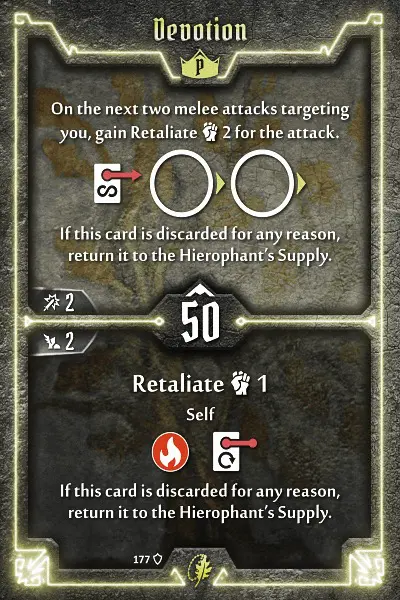 Devotion
P
On the next two melee attacks targeting
you, gain Retaliate 2 for the attack.
If this card is discarded for any reason,
return it to the Hierophant's Supply.
2
50
2
Retaliate 1
Self
If this card is discarded for any reason,
return it to the Hierophant's Supply.
177